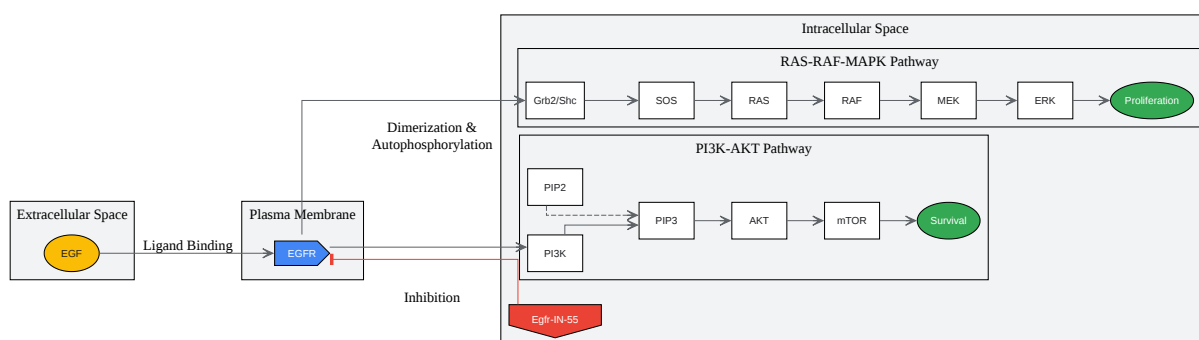 Intracellular Space
RAS-RAF-MAPK Pathway
Grb2/Shc
SOS
RAS
RAF
MEK
ERK
Proliferation
Dimerization &
Autophosphorylation
PI3K-AKT Pathway
PIP2
PIP3
AKT
mTOR
Survival
PI3K
Extracellular Space
EGF
Ligand Binding
Plasma Membrane
EGFR
Inhibition
Egfr-IN-55